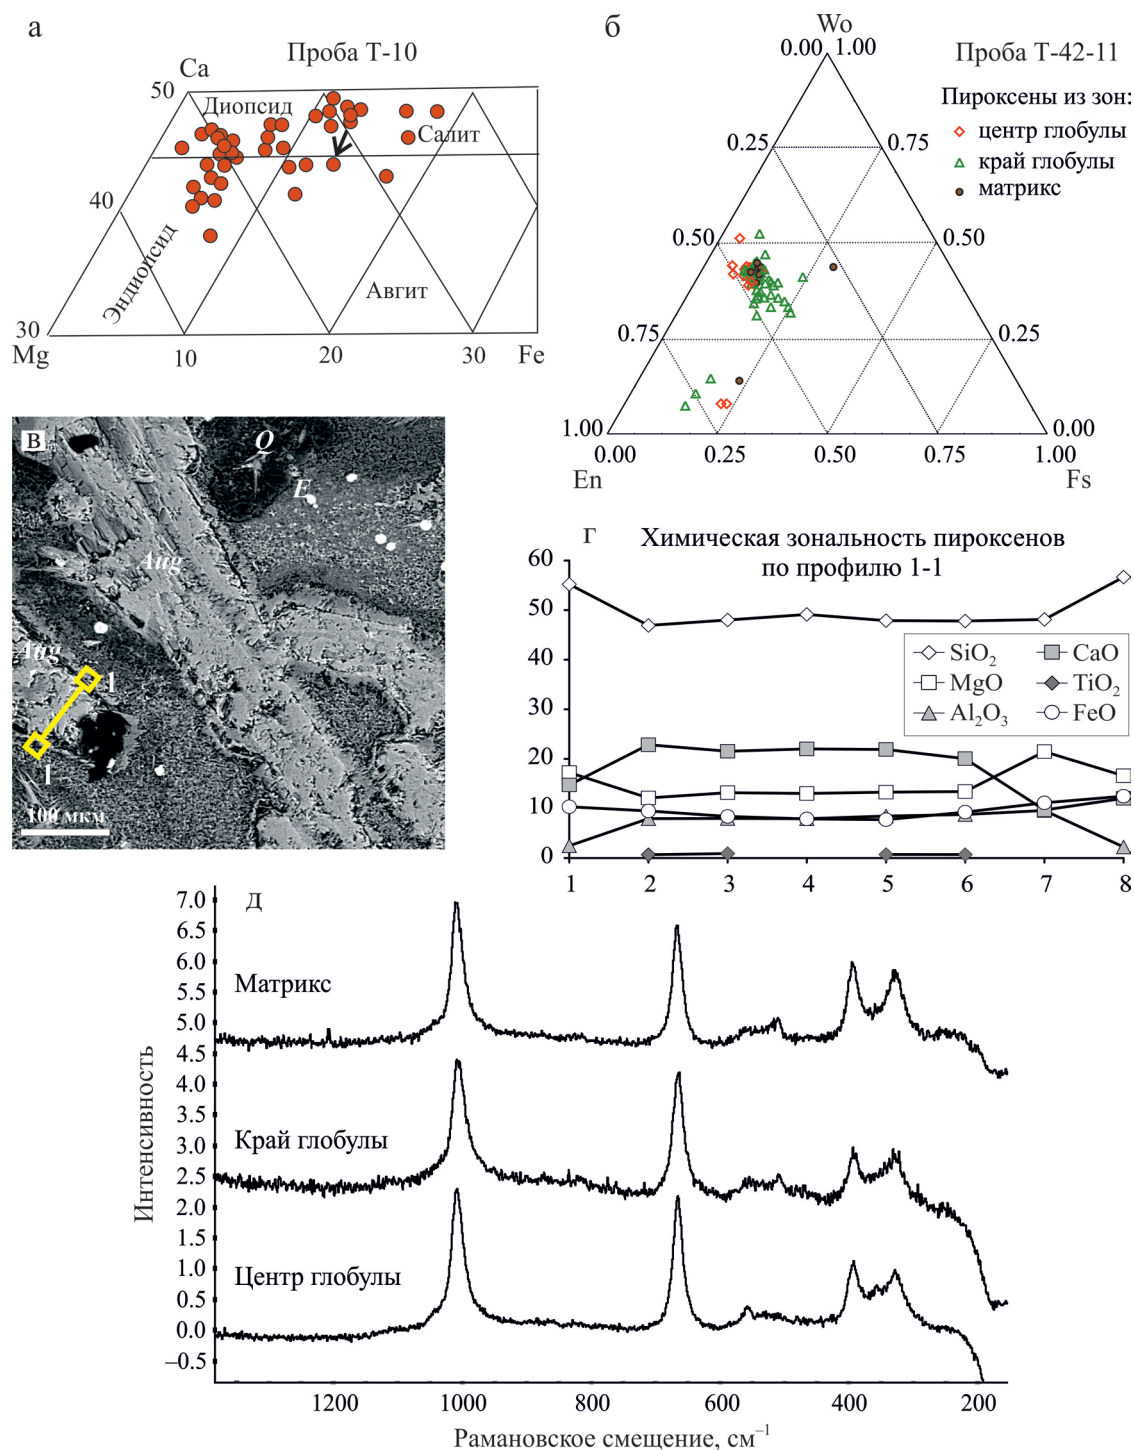 а
Проба Т-10
Ca
50
Диопсид
Салит
40
Эндиопсид
Авгит
30
Mg
10
20
30
Fe
б
Wo
0.00 1.00
Проба Т-42-11
Пироксены из зон:
центр глобулы
край глобулы
матрикс
0.25
0.75
0.50
0.50
0.75
0.25
1.00
0.00
0.00
0.25
0.50
0.75
1.00
En
Fs
в
Q
E
Aug
Aug
1
1
100 мкм
г
Химическая зональность пироксенов
по профилю 1-1
60
50
40
30
20
10
0
SiO₂
CaO
MgO
TiO₂
Al₂O₃
FeO
1
2
3
4
5
6
7
8
д
7.0
6.5
6.0
5.5
5.0
4.5
4.0
3.5
3.0
2.5
2.0
1.5
1.0
0.5
0.0
–0.5
Интенсивность
Матрикс
Край глобулы
Центр глобулы
1200
1000
800
600
400
200
Рамановское смещение, см⁻¹